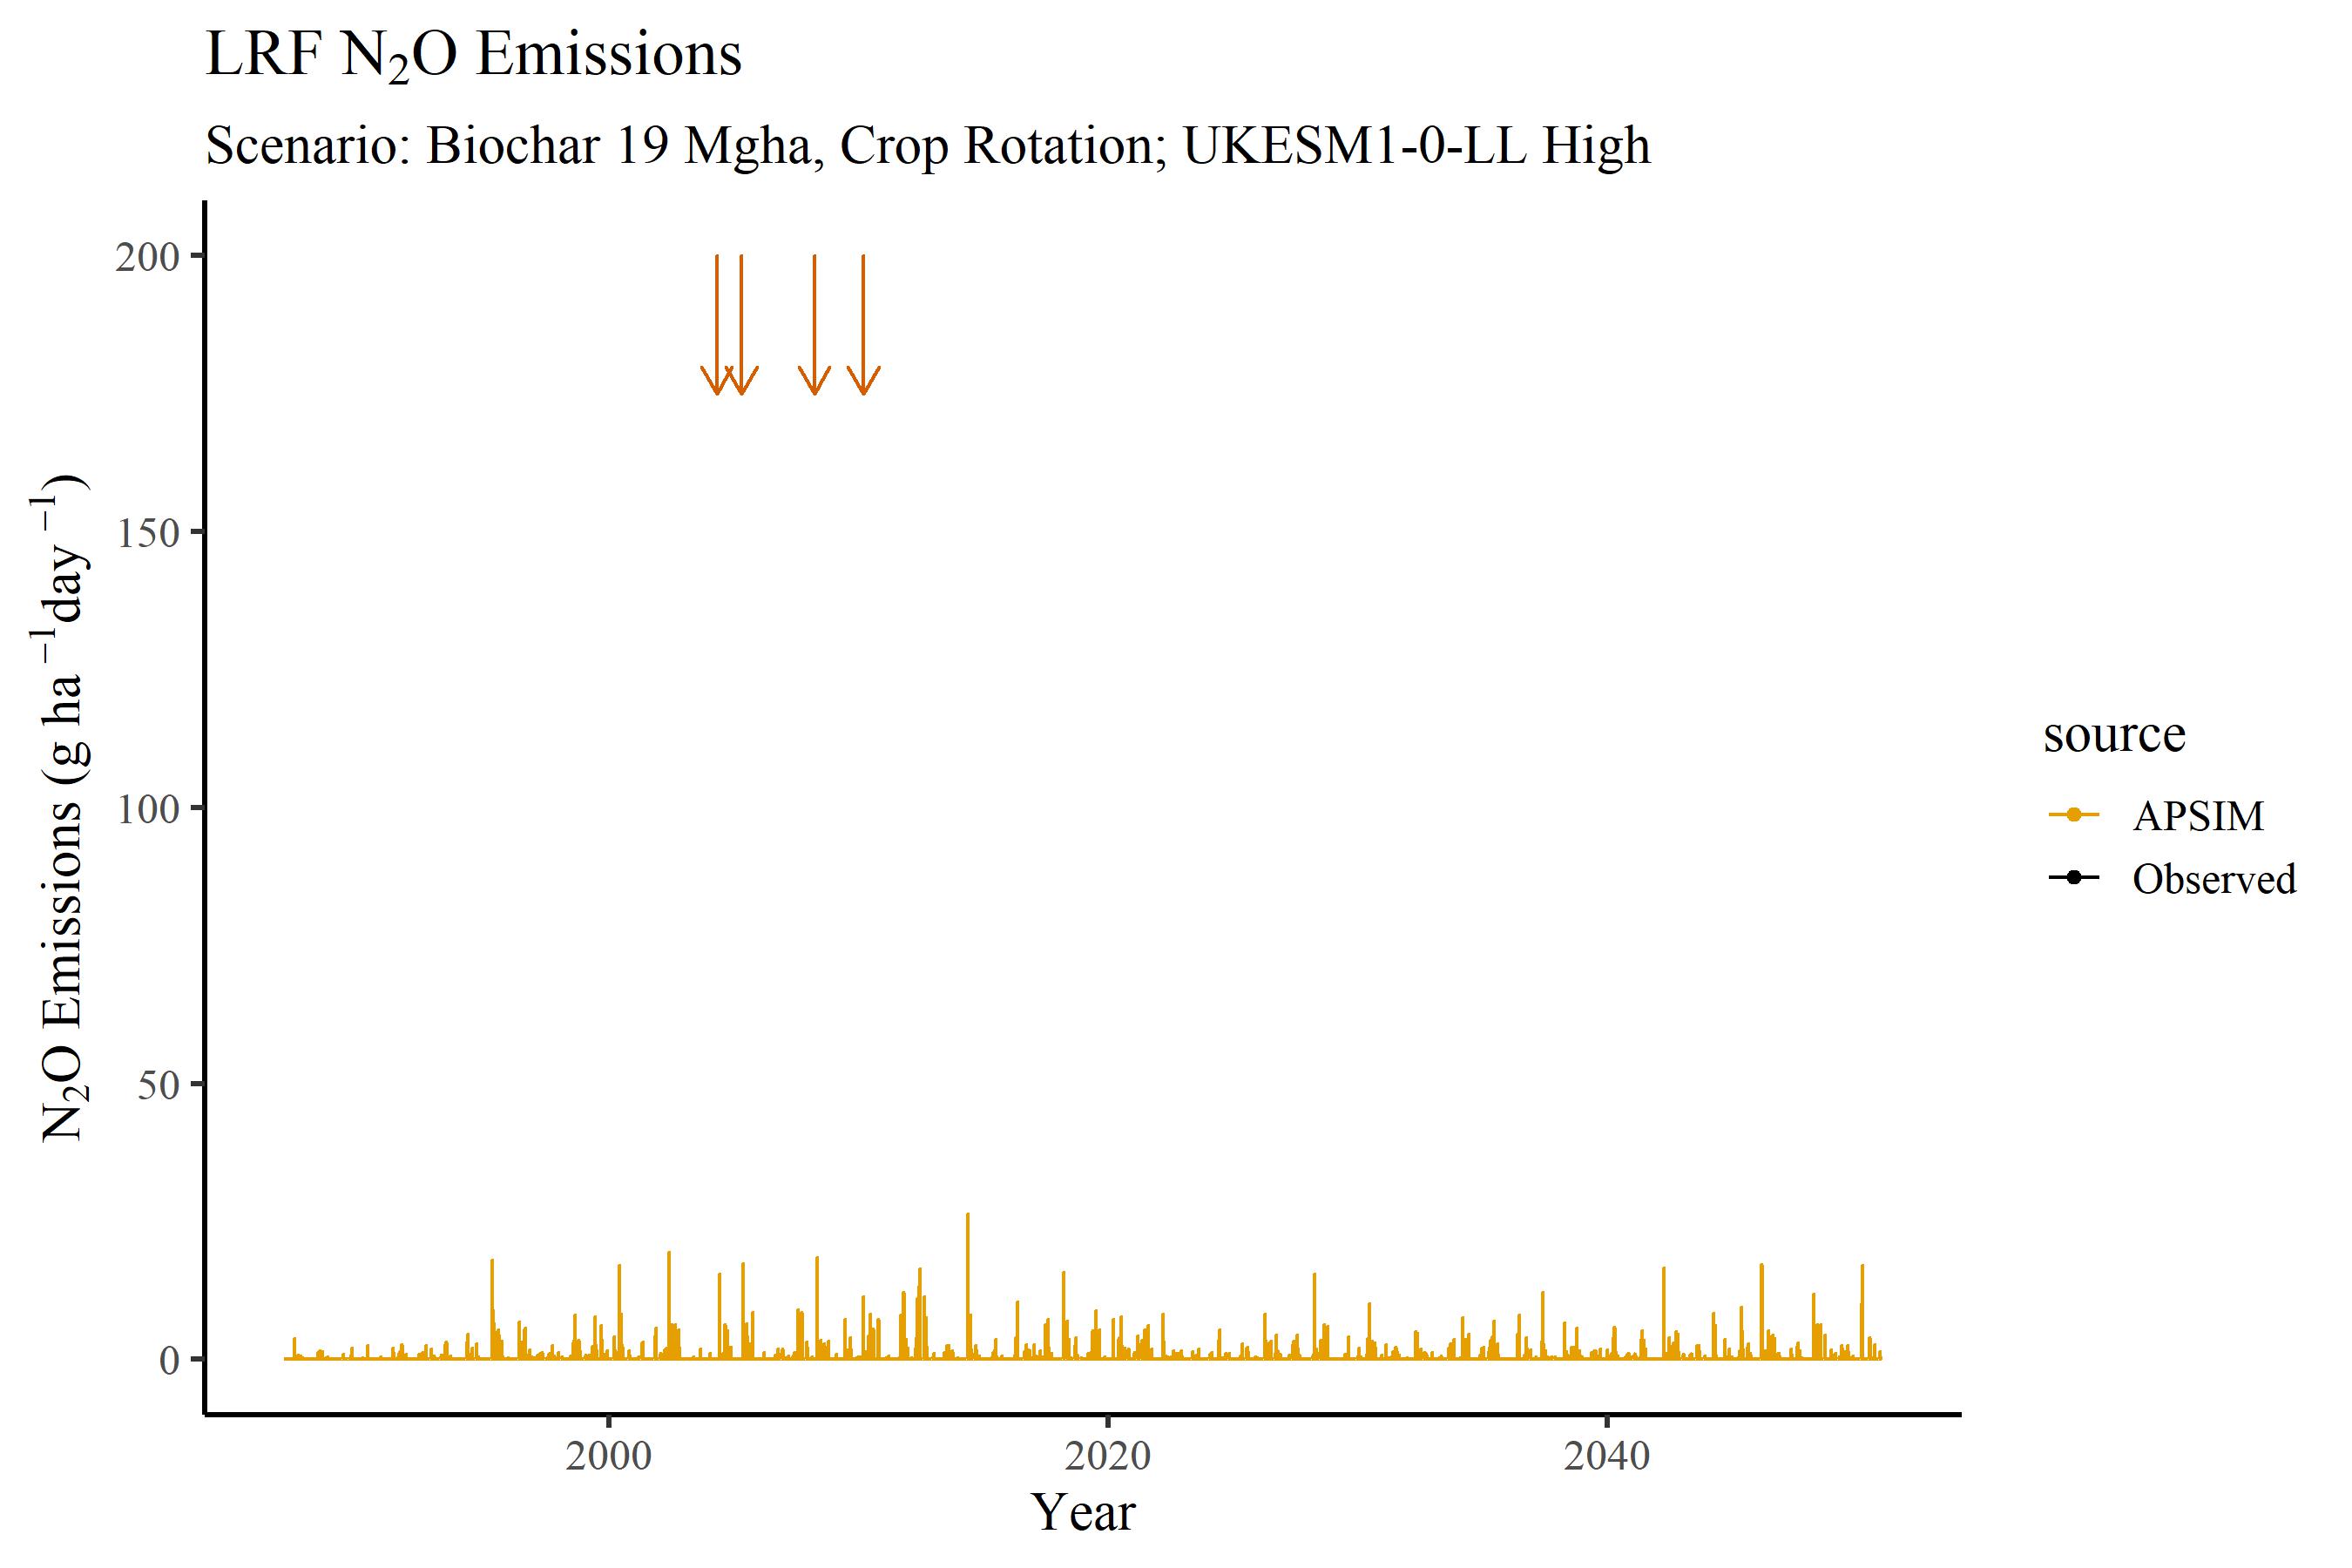 LRF N₂O Emissions
Scenario: Biochar 19 Mgha, Crop Rotation; UKESM1-0-LL High
N₂O Emissions (g ha ⁻¹day ⁻¹)
200
150
100
50
0
2000 2020 2040
Year
source
APSIM
Observed